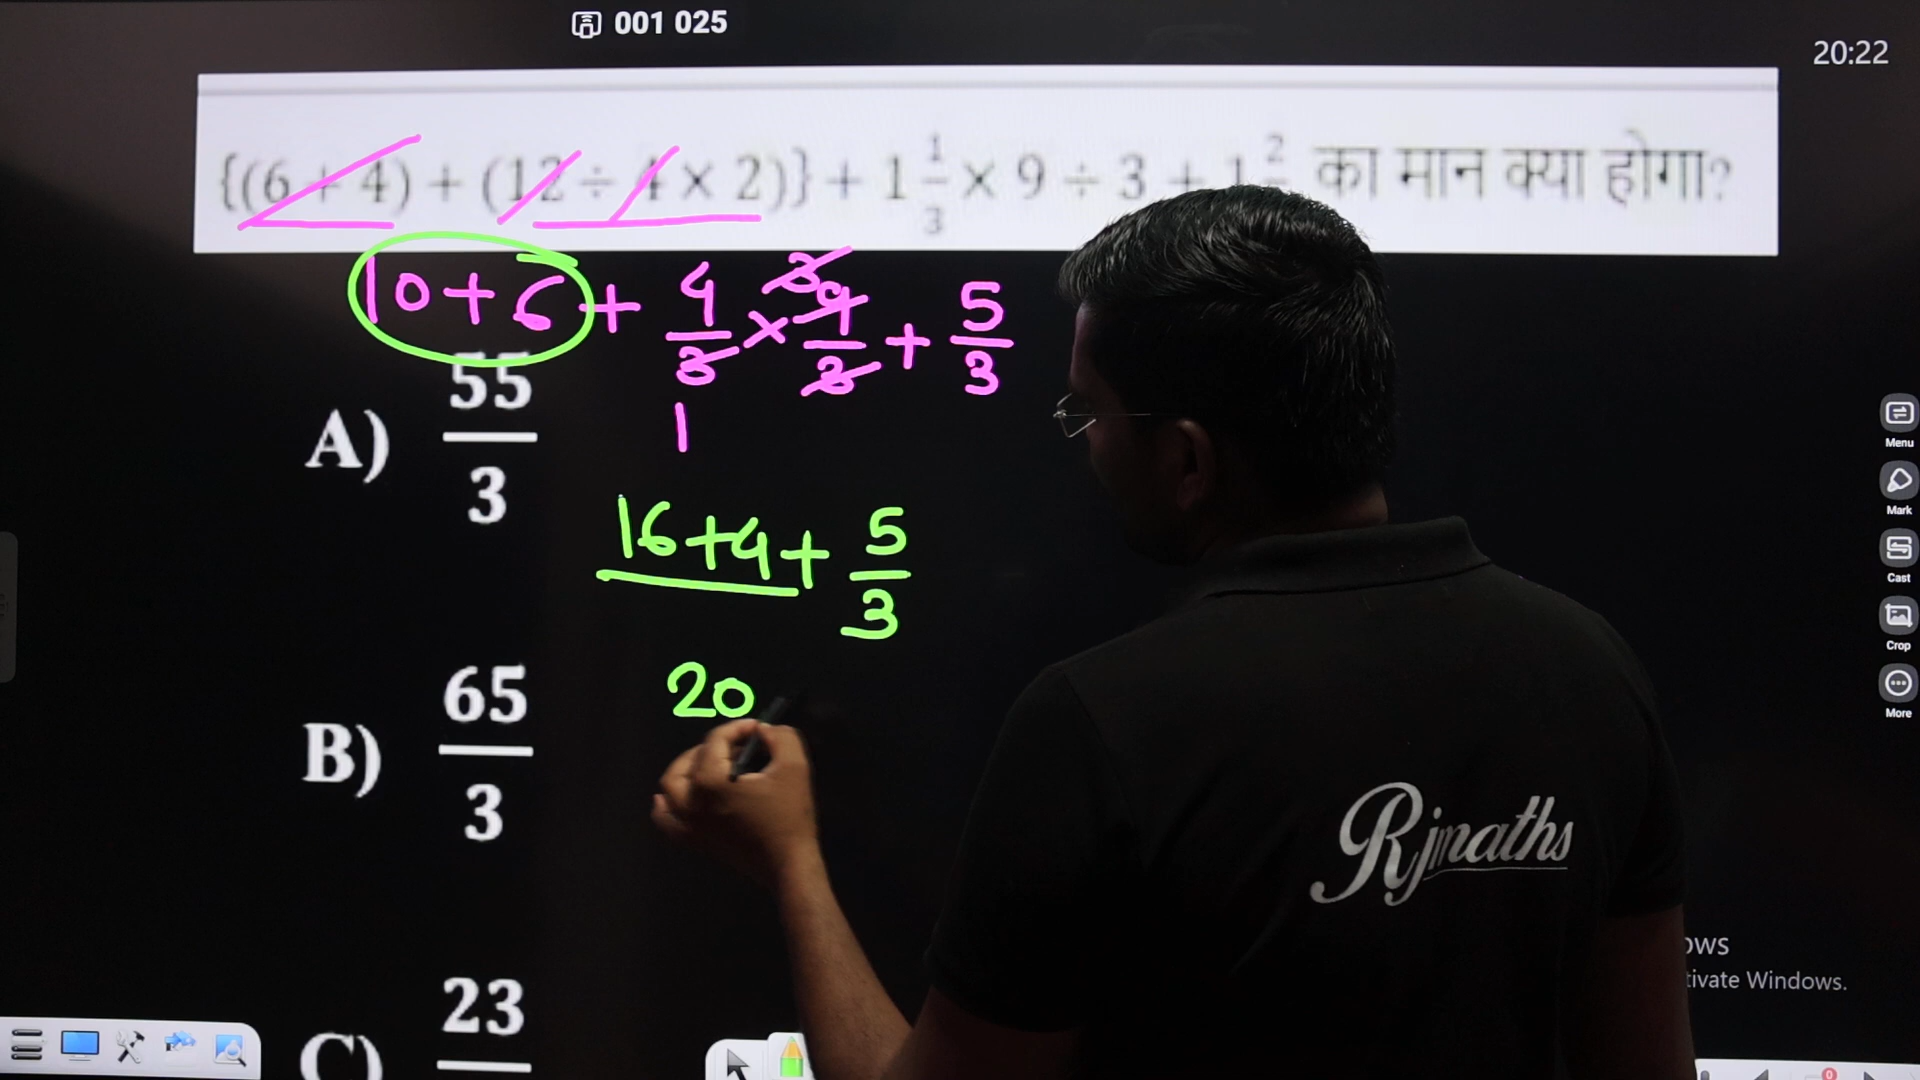 001 025
20:22
{(6 + 4) + (12 ÷ 4 × 2)} + 1 1/3 × 9 ÷ 3 + 1 2 का मान क्या होगा?
10 + 6 + 4/3 × 9/3 + 5/3
3
1
A) 55/3
16 + 4 + 5/3
20
B) 65/3
C) 23
Menu
Mark
Cast
Crop
More
Rjmaths
ows
tivate Windows.
0